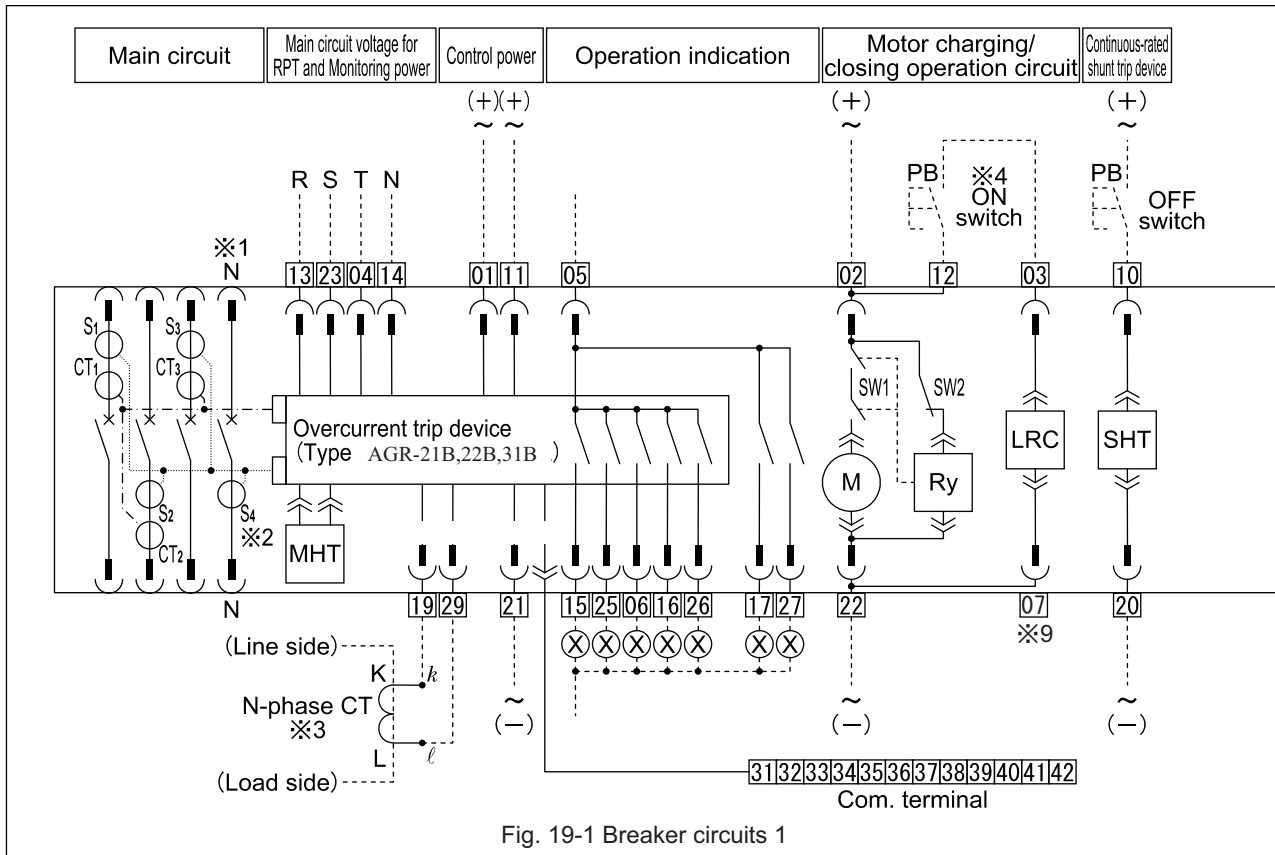 Main circuit
Main circuit voltage for
RPT and Monitoring power
Control power
Operation indication
Motor charging/
closing operation circuit
Continuous-rated
shunt trip device
(+) (+) (+) (+)
~ ~ ~ ~
R S T N
PB ※4
ON
switch
PB OFF
switch
※1
N
13 23 04 14 01 11 05 02 12 03 10
S1 S3
CT1 CT3
SW1 SW2
Overcurrent trip device
(Type AGR-21B,22B,31B )
LRC SHT
M Ry
S2 S4
※2
CT2
MHT
N
19 29 21 15 25 06 16 26 17 27 22 07 20
※9
X X X X X X X
(Line side)
K k
N-phase CT
※3
L ℓ
(Load side)
~ ~ ~
(−) (−) (−)
31 32 33 34 35 36 37 38 39 40 41 42
Com. terminal
Fig. 19-1 Breaker circuits 1